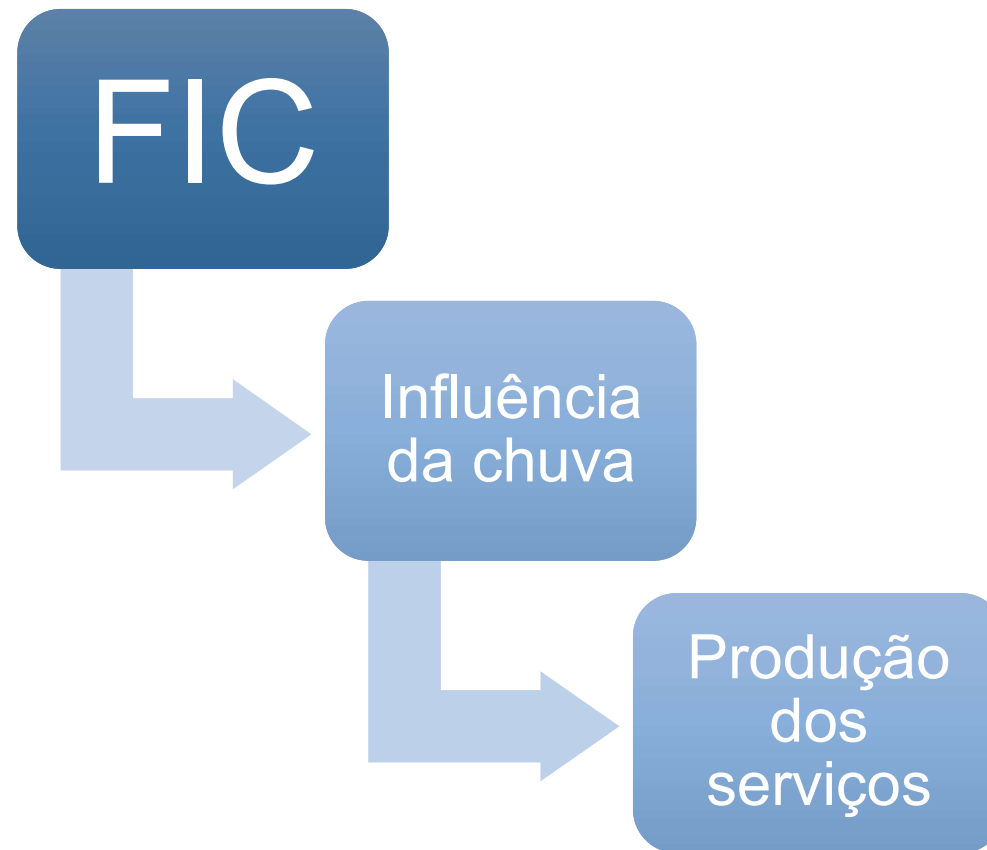 FIC
Influência
da chuva
Produção
dos
serviços